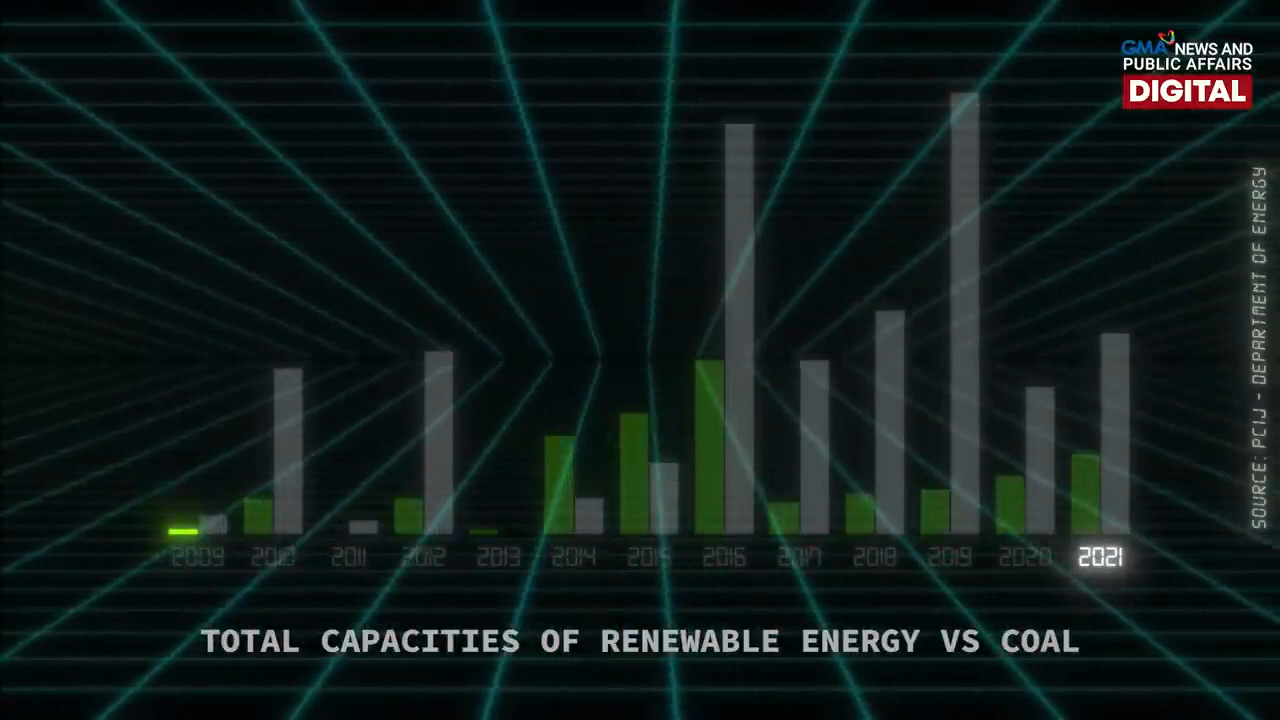 GMA NEWS AND
PUBLIC AFFAIRS
DIGITAL
SOURCE: PCIJ - DEPARTMENT OF ENERGY
2009 2010 2011 2012 2013 2014 2015 2016 2017 2018 2019 2020 2021
TOTAL CAPACITIES OF RENEWABLE ENERGY VS COAL